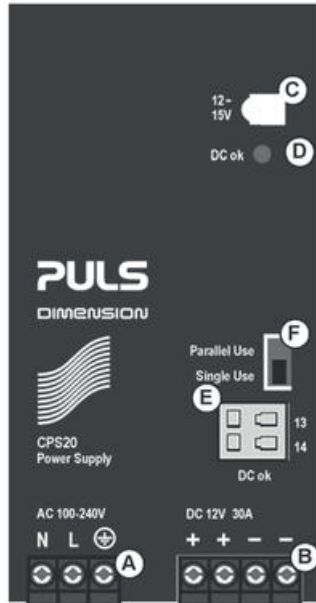 C
12–
15V
DC ok D
PULS
DIMENSION
F
Parallel Use
Single Use
E
13
14
DC ok
CPS20
Power Supply
AC 100-240V
N L
A
DC 12V 30A
+ + – –
B